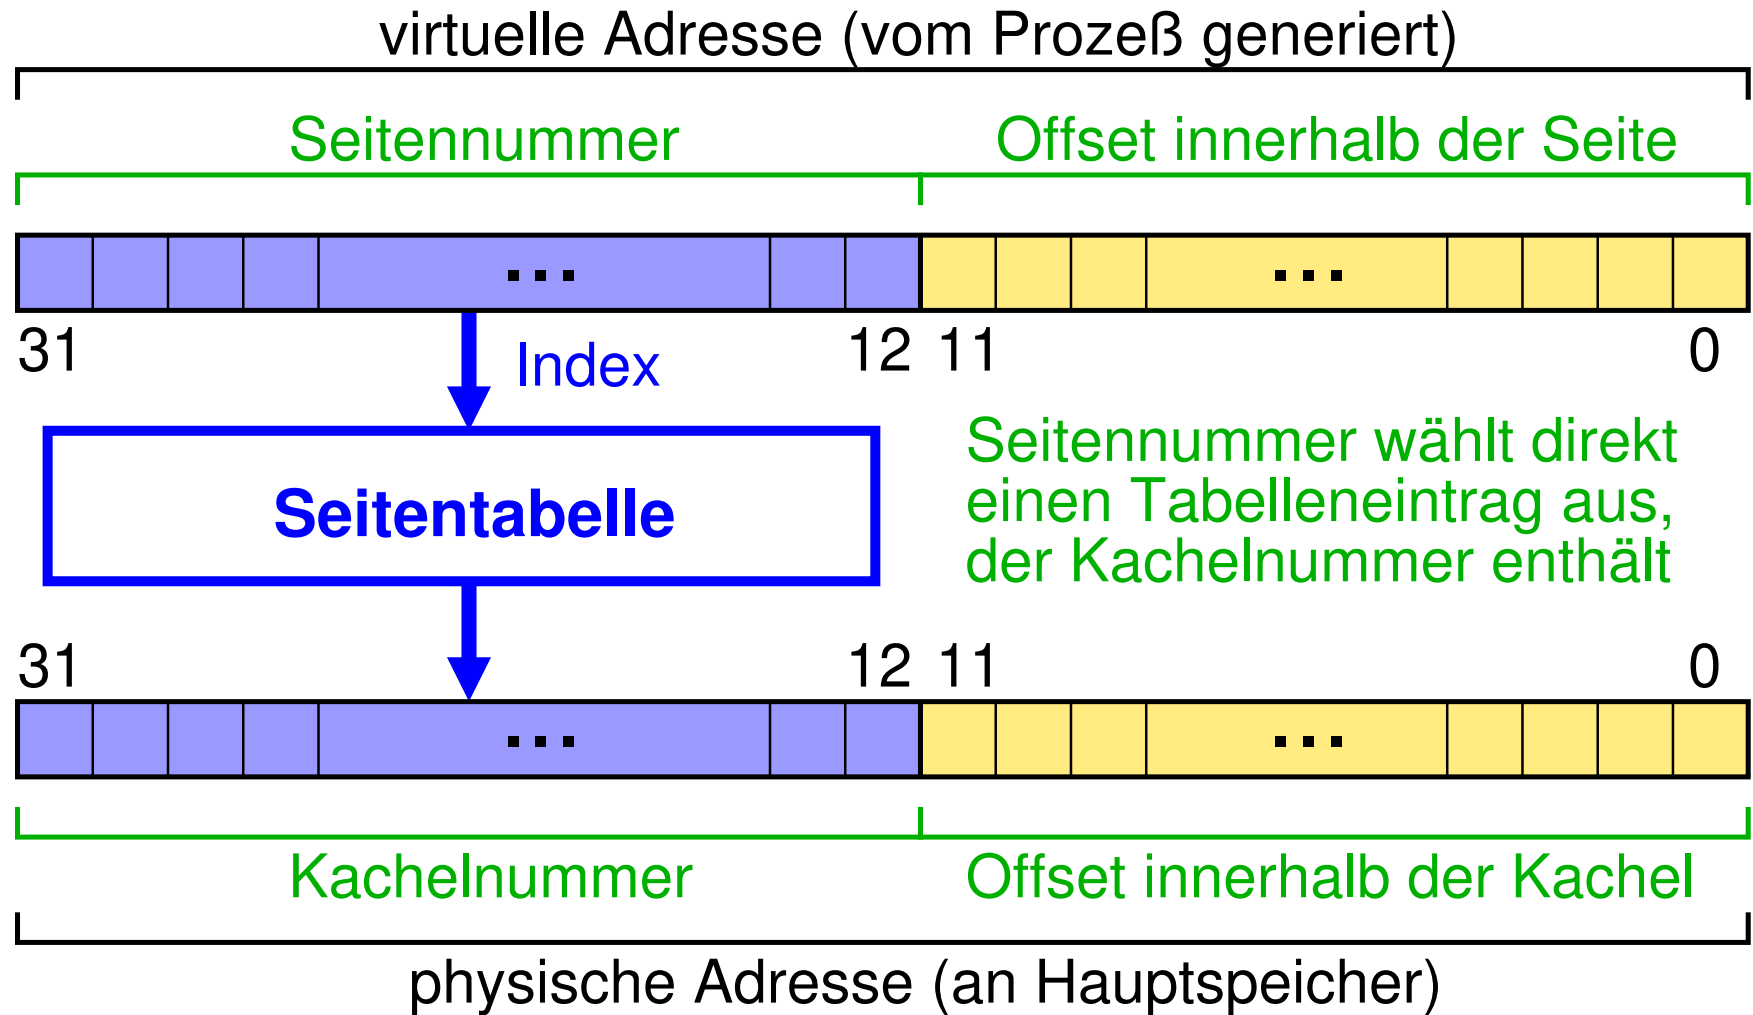 virtuelle Adresse (vom Prozeß generiert)
Seitennummer
Offset innerhalb der Seite
...
...
31
12
11
0
Index
Seitentabelle
Seitennummer wählt direkt
einen Tabelleneintrag aus,
der Kachelnummer enthält
31
12
11
0
...
...
Kachelnummer
Offset innerhalb der Kachel
physische Adresse (an Hauptspeicher)